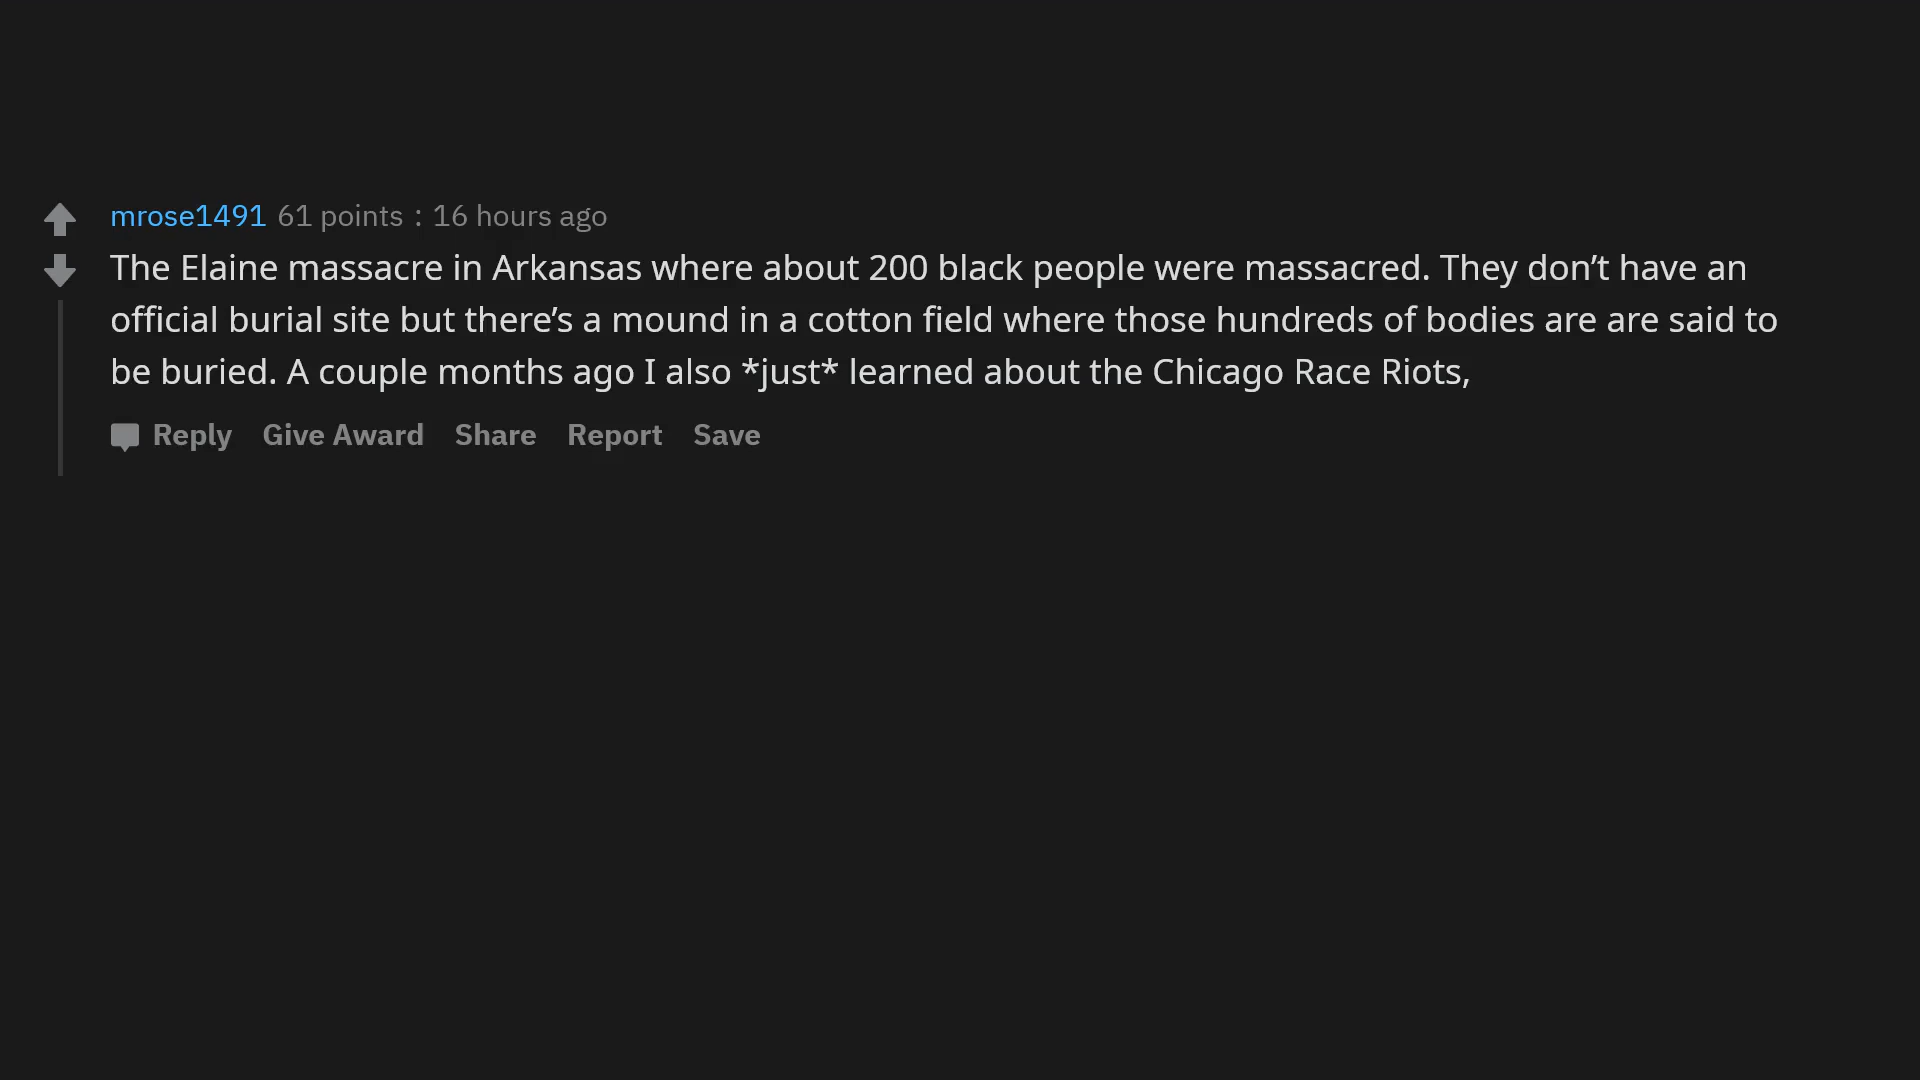 mrose1491 61 points : 16 hours ago
The Elaine massacre in Arkansas where about 200 black people were massacred. They don’t have an
official burial site but there’s a mound in a cotton field where those hundreds of bodies are are said to
be buried. A couple months ago I also *just* learned about the Chicago Race Riots,
Reply Give Award Share Report Save